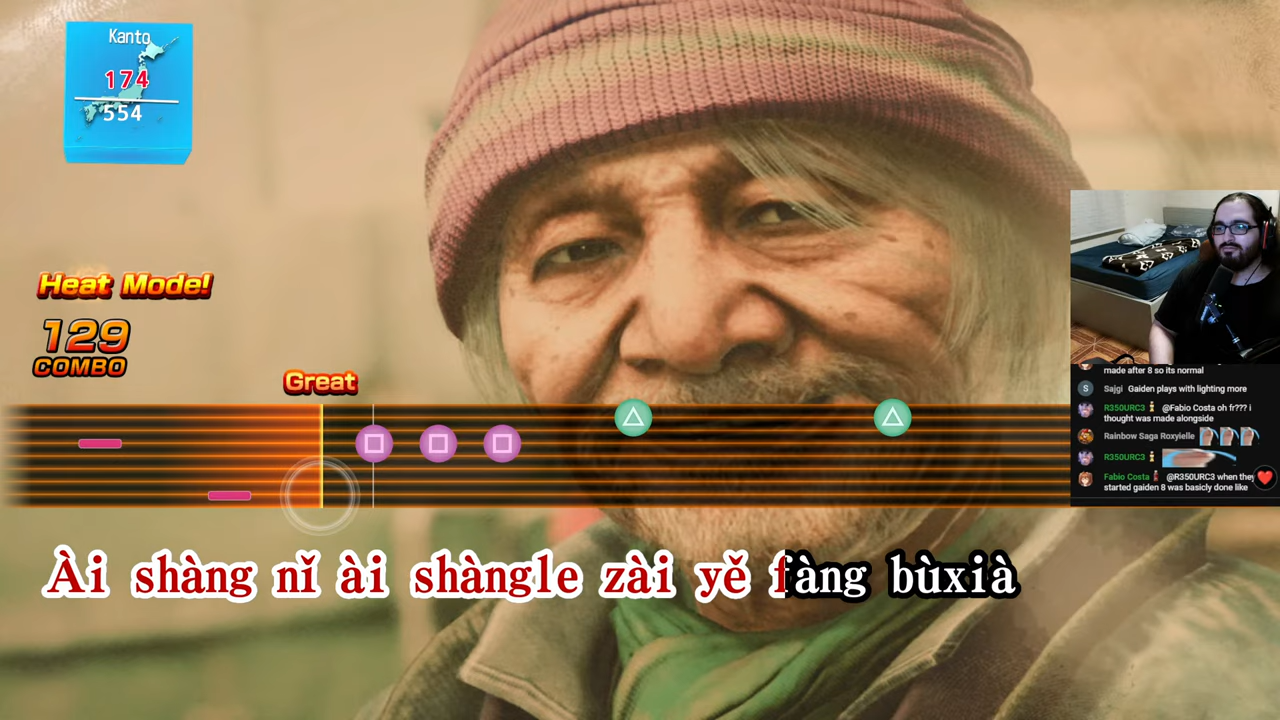 Kanto
174
554
Heat Mode!
129
COMBO
Great
made after 8 so its normal
S Sajgi Gaiden plays with lighting more
R350URC3 @Fabio Costa oh fr??? i
thought was made alongside
Rainbow Saga Roxyielle
R350URC3
Fabio Costa @R350URC3 when they
started gaiden 8 was basicly done like
Ài shàng nǐ ài shàngle zài yě fàng bùxià